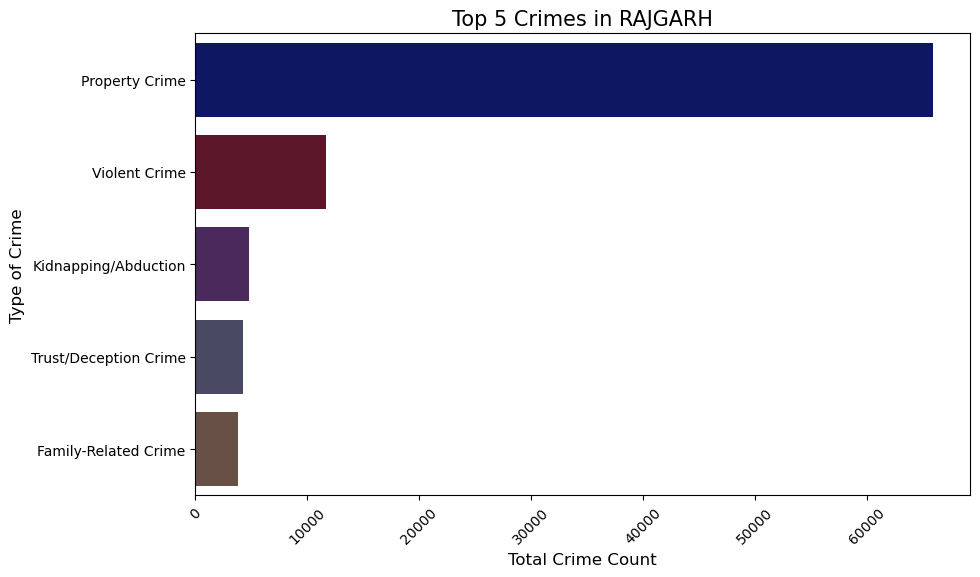 Top 5 Crimes in RAJGARH
Type of Crime
Property Crime
Violent Crime
Kidnapping/Abduction
Trust/Deception Crime
Family-Related Crime
0
10000
20000
30000
40000
50000
60000
Total Crime Count